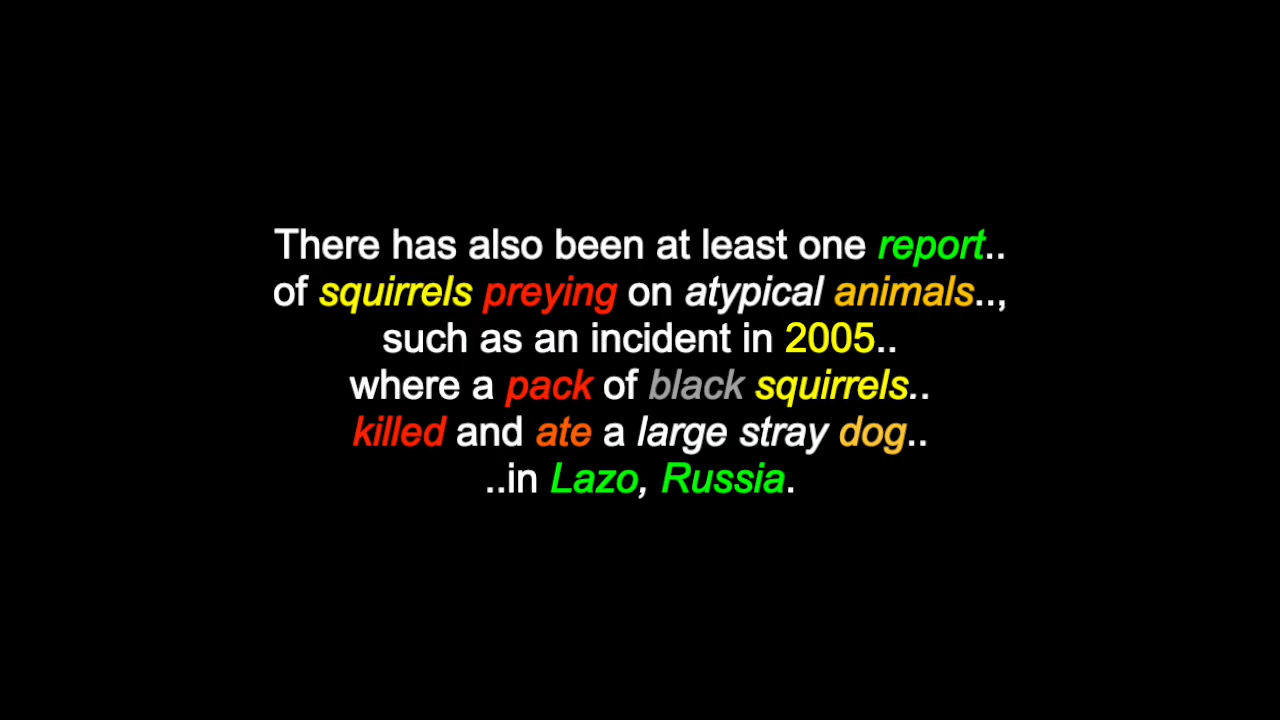 There has also been at least one report..
of squirrels preying on atypical animals..,
such as an incident in 2005..
where a pack of black squirrels..
killed and ate a large stray dog..
..in Lazo, Russia.